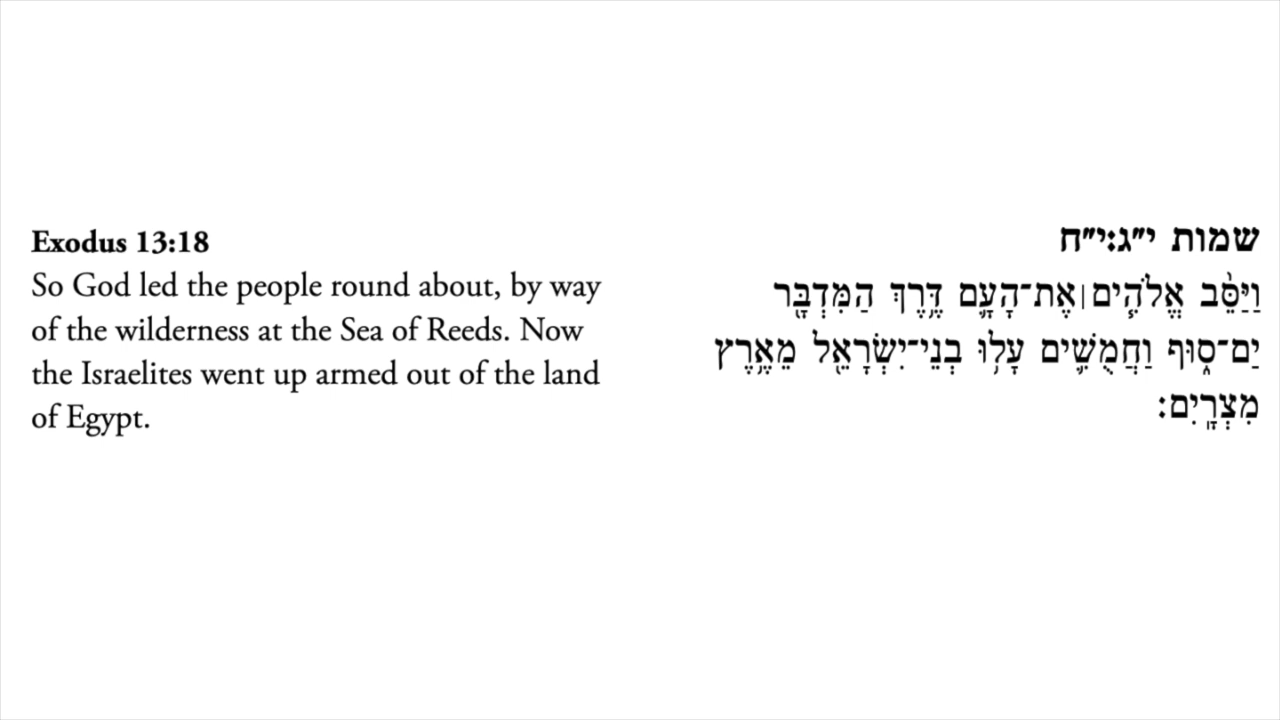 Exodus 13:18
So God led the people round about, by way
of the wilderness at the Sea of Reeds. Now
the Israelites went up armed out of the land
of Egypt.
שמות י״ג:י״ח
וַיַּסֵּ֨ב אֱלֹהִ֧ים׀אֶת־הָעָ֛ם דֶּ֥רֶךְ הַמִּדְבָּ֖ר
יַם־ס֑וּף וַחֲמֻשִׁ֛ים עָל֥וּ בְנֵי־יִשְׂרָאֵ֖ל מֵאֶ֥רֶץ
מִצְרָֽיִם׃